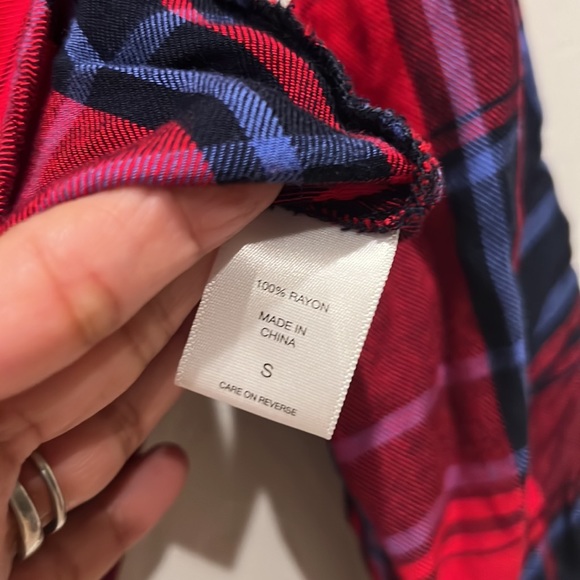 100% RAYON
MADE IN
CHINA
S
CARE ON REVERSE